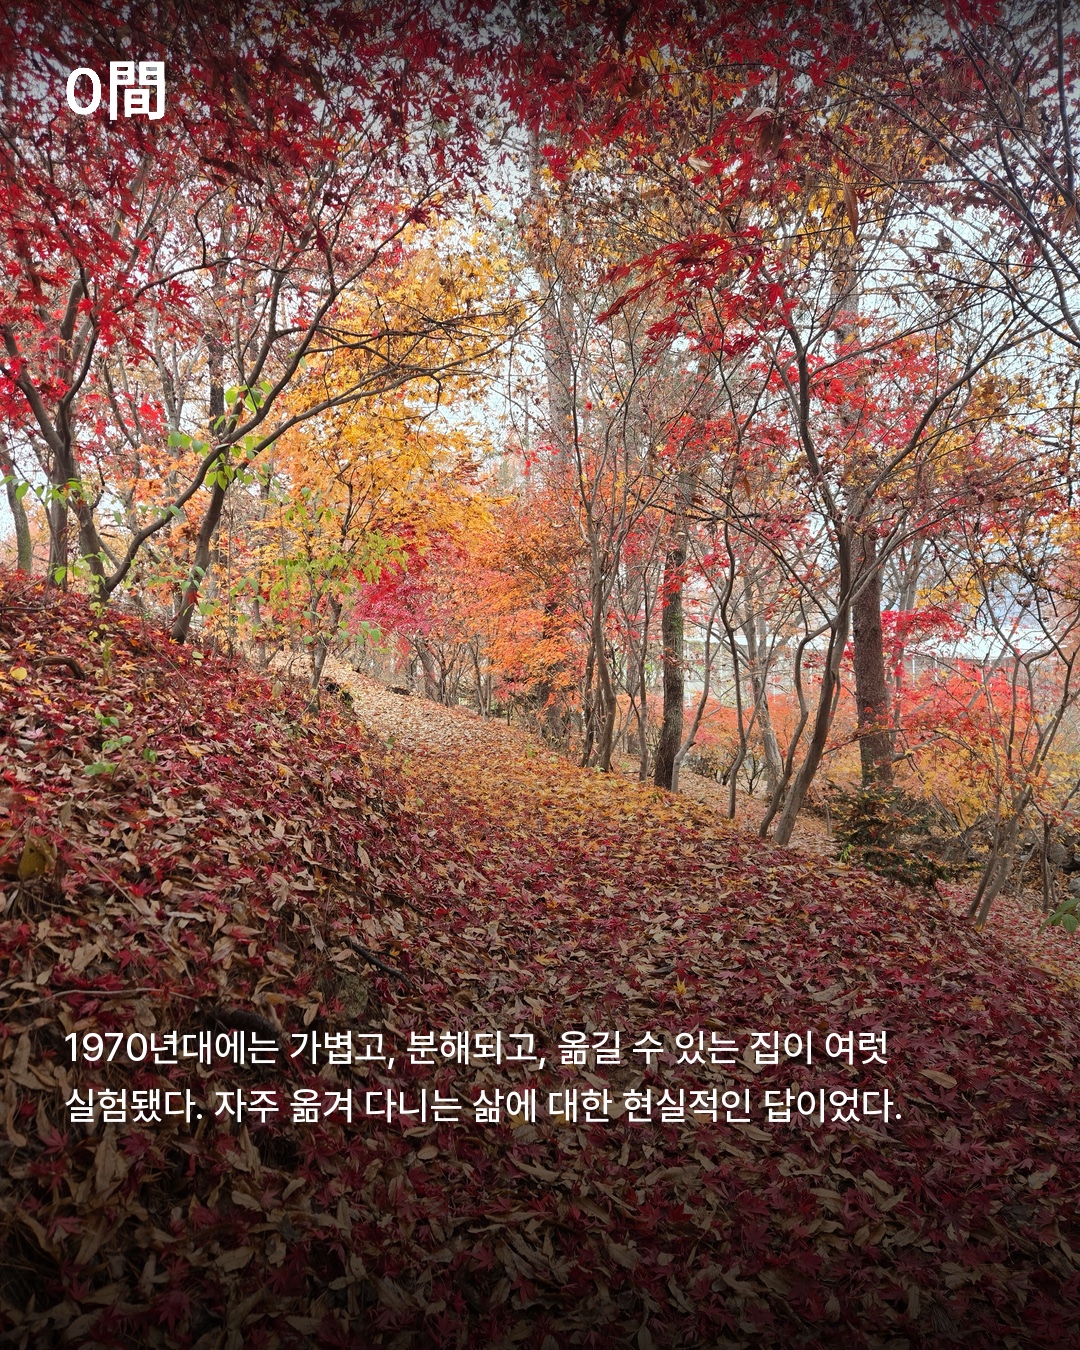 0間
1970년대에는 가볍고, 분해되고, 옮길 수 있는 집이 여럿
실험됐다. 자주 옮겨 다니는 삶에 대한 현실적인 답이었다.